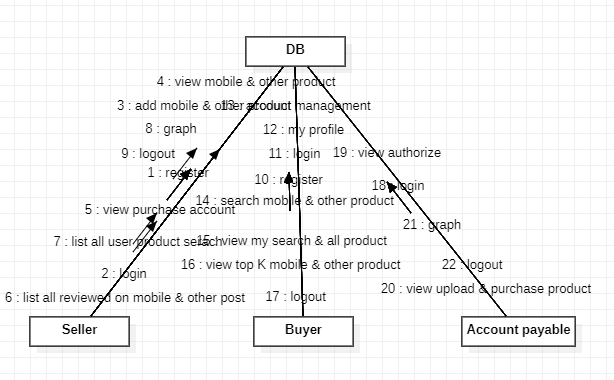 DB
4 : view mobile & other product
3 : add mobile & other product
13 : account management
8 : graph
12 : my profile
9 : logout
11 : login
19 : view authorize
1 : register
10 : register
18 : login
14 : search mobile & other product
5 : view purchase account
21 : graph
7 : list all user product serach
15 : view my search & all product
16 : view top K mobile & other product
22 : logout
2 : login
20 : view upload & purchase product
6 : list all reviewed on mobile & other post
17 : logout
Seller
Buyer
Account payable